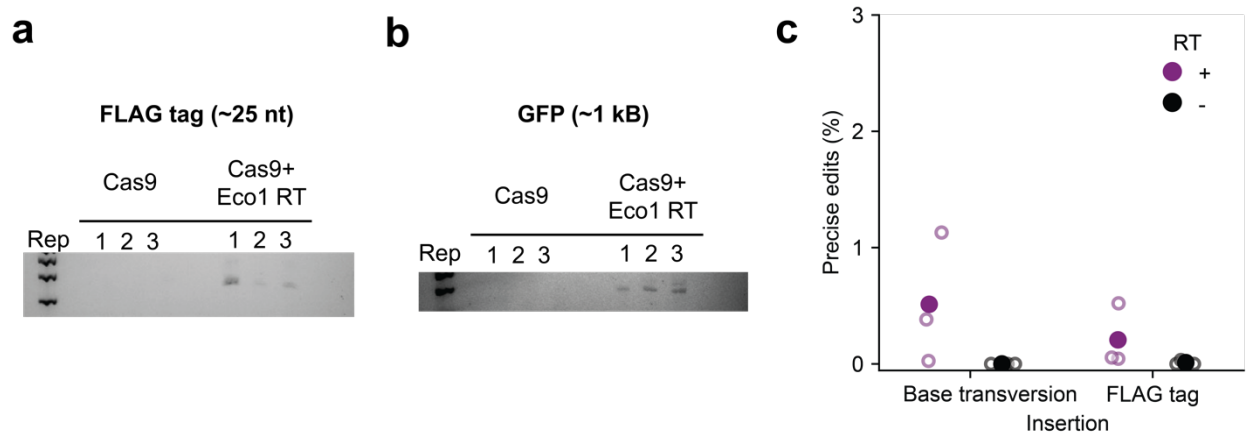 a
FLAG tag (~25 nt)
Cas9
Cas9+
Eco1 RT
Rep
1 2 3
1 2 3
b
GFP (~1 kB)
Cas9
Cas9+
Eco1 RT
Rep
1 2 3
1 2 3
c
Precise edits (%)
3
2
1
0
RT
+
-
Base transversion
FLAG tag
Insertion